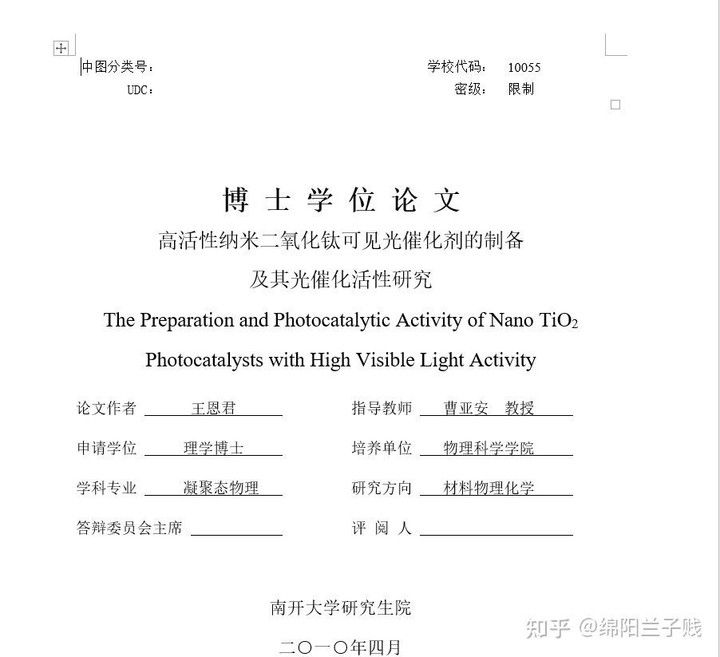 中图分类号： 学校代码： 10055
UDC： 密级： 限制
博 士 学 位 论 文
高活性纳米二氧化钛可见光催化剂的制备
及其光催化活性研究
The Preparation and Photocatalytic Activity of Nano TiO₂
Photocatalysts with High Visible Light Activity
论文作者 王恩君 指导教师 曹亚安 教授
申请学位 理学博士 培养单位 物理科学学院
学科专业 凝聚态物理 研究方向 材料物理化学
答辩委员会主席 评 阅 人
南开大学研究生院
二〇一〇年四月
知乎 @绵阳兰子贱